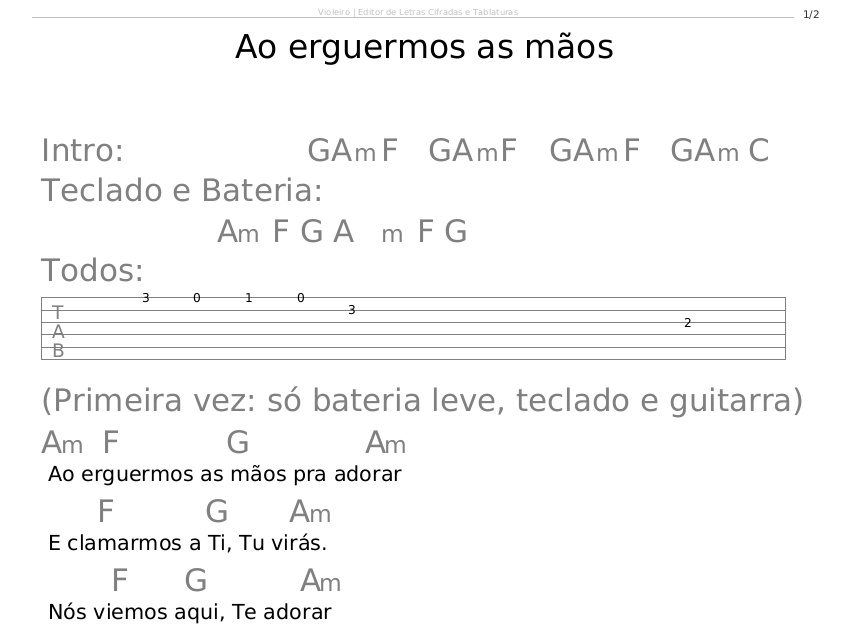 Violeiro | Editor de Letras Cifradas e Tablaturas 1/2
Ao erguermos as mãos
Intro: GAm F GAmF GAm F GAm C
Teclado e Bateria:
Am F G A m F G
Todos:
3 0 1 0
T 3
2
A
B
(Primeira vez: só bateria leve, teclado e guitarra)
Am F G Am
Ao erguermos as mãos pra adorar
F G Am
E clamarmos a Ti, Tu virás.
F G Am
Nós viemos aqui, Te adorar